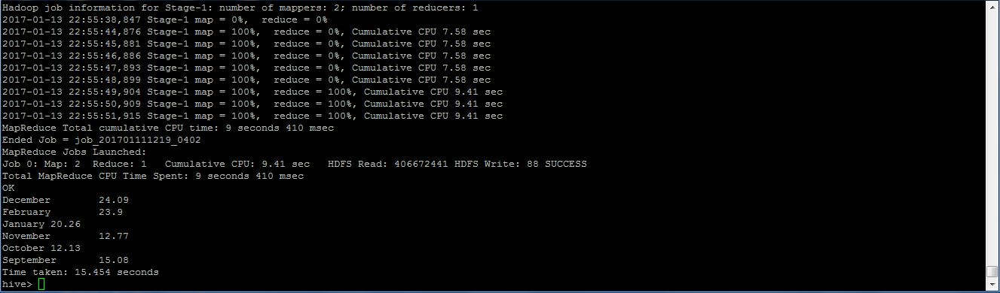 Hadoop job information for Stage-1: number of mappers: 2; number of reducers: 1
2017-01-13 22:55:38,847 Stage-1 map = 0%,  reduce = 0%
2017-01-13 22:55:44,876 Stage-1 map = 100%,  reduce = 0%, Cumulative CPU 7.58 sec
2017-01-13 22:55:45,881 Stage-1 map = 100%,  reduce = 0%, Cumulative CPU 7.58 sec
2017-01-13 22:55:46,886 Stage-1 map = 100%,  reduce = 0%, Cumulative CPU 7.58 sec
2017-01-13 22:55:47,893 Stage-1 map = 100%,  reduce = 0%, Cumulative CPU 7.58 sec
2017-01-13 22:55:48,899 Stage-1 map = 100%,  reduce = 0%, Cumulative CPU 7.58 sec
2017-01-13 22:55:49,904 Stage-1 map = 100%,  reduce = 100%, Cumulative CPU 9.41 sec
2017-01-13 22:55:50,909 Stage-1 map = 100%,  reduce = 100%, Cumulative CPU 9.41 sec
2017-01-13 22:55:51,915 Stage-1 map = 100%,  reduce = 100%, Cumulative CPU 9.41 sec
MapReduce Total cumulative CPU time: 9 seconds 410 msec
Ended Job = job_201701111219_0402
MapReduce Jobs Launched:
Job 0: Map: 2  Reduce: 1   Cumulative CPU: 9.41 sec   HDFS Read: 406672441 HDFS Write: 88 SUCCESS
Total MapReduce CPU Time Spent: 9 seconds 410 msec
OK
December        24.09
February        23.9
January 20.26
November        12.77
October 12.13
September       15.08
Time taken: 15.454 seconds
hive>